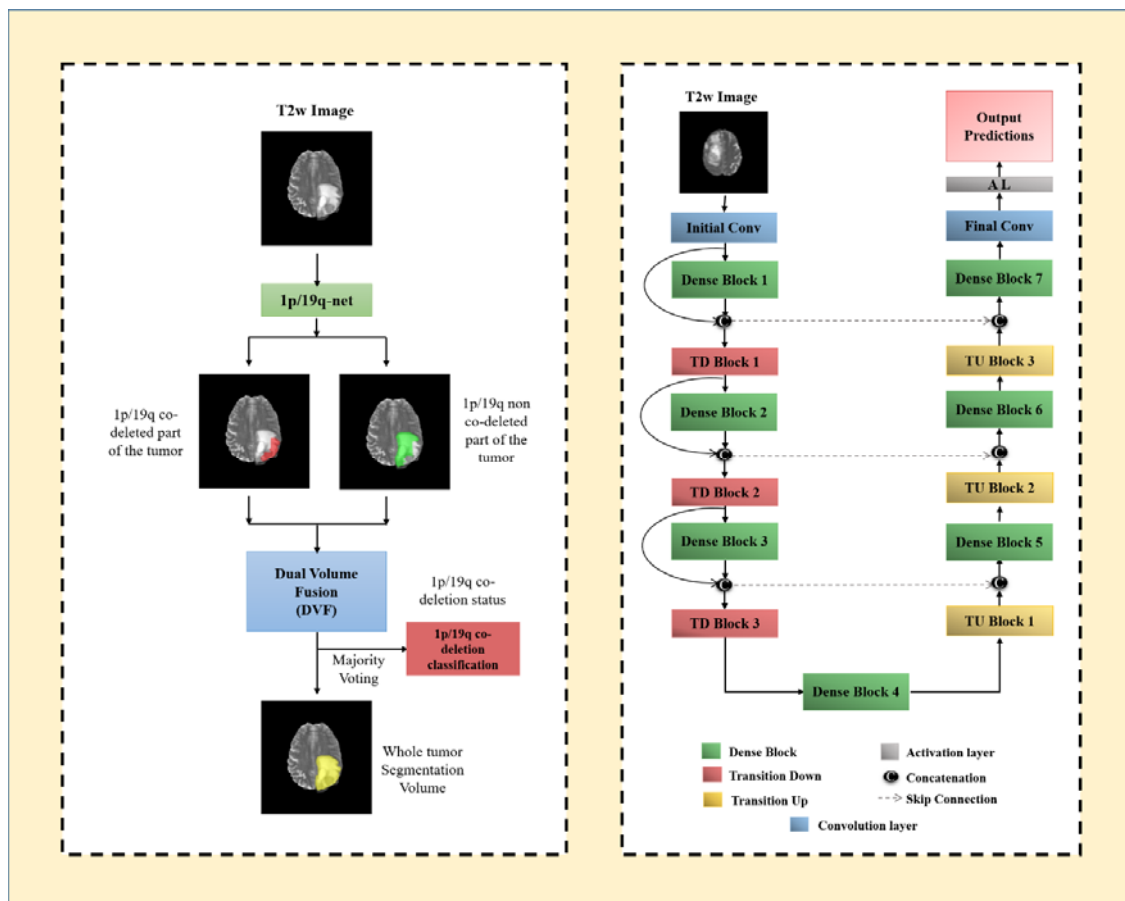 T2w Image
1p/19q-net
1p/19q co-
deleted part
of the tumor
1p/19q non
co-deleted
part of the
tumor
Dual Volume
Fusion
(DVF)
1p/19q co-
deletion status
1p/19q co-
deletion
classification
Majority
Voting
Whole tumor
Segmentation
Volume
T2w Image
Initial Conv
Dense Block 1
C
TD Block 1
Dense Block 2
C
TD Block 2
Dense Block 3
C
TD Block 3
Dense Block 4
TU Block 1
C
Dense Block 5
TU Block 2
C
Dense Block 6
TU Block 3
C
Dense Block 7
Final Conv
A L
Output
Predictions
Dense Block
Transition Down
Transition Up
Convolution layer
Activation layer
C Concatenation
Skip Connection